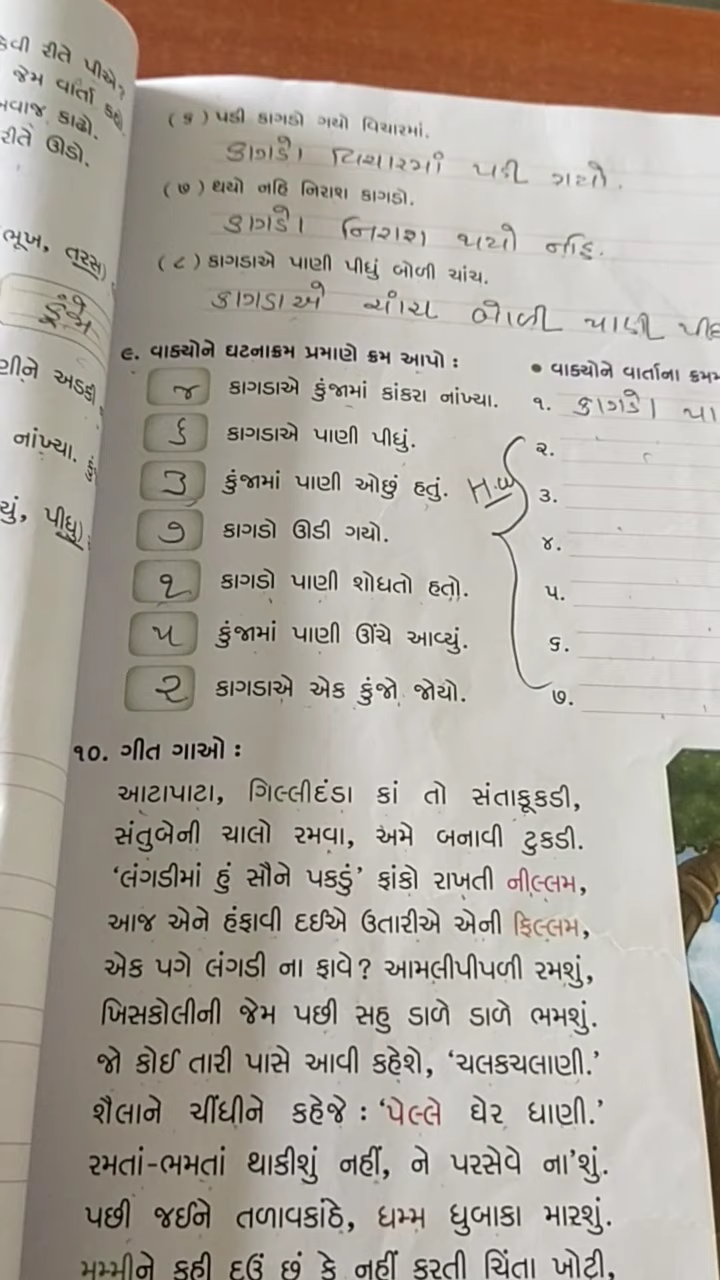 કેવી રીતે પીએ?
જેમ વાર્તા કહો.
અવાજ કાઢો.
રીતે ઊડો.
ભૂખ, તરસ)
કુંજો
નાંખ્યા.
પીધુ)
(૬) પડી કાગડો ગયો વિચારમાં.
કાગડો વિચારમાં પડી ગયો.
(૭) થયો નહિ નિરાશ કાગડો.
કાગડો નિરાશ થયો નહિ.
(૮) કાગડાએ પાણી પીધું બોળી ચાંચ.
કાગડાએ ચાંચ બોળી પાણી
૯. વાક્યોને ઘટનાક્રમ પ્રમાણે ક્રમ આપો :
૪ કાગડાએ કુંજામાં કાંકરા નાંખ્યા.
૬ કાગડાએ પાણી પીધું.
૩ કુંજામાં પાણી ઓછું હતું.
૭ કાગડો ઊડી ગયો.
૧ કાગડો પાણી શોધતો હતો.
૫ કુંજામાં પાણી ઊંચે આવ્યું.
૨ કાગડાએ એક કુંજો જોયો.
• વાક્યોને વાર્તાના
૧. કાગડો
H.W
૨.
૩.
૪.
૫.
૬.
૭.
૧૦. ગીત ગાઓ :
આટાપાટા, ગિલ્લીદંડા કાં તો સંતાકૂકડી,
સંતુબેની ચાલો રમવા, અમે બનાવી ટુકડી.
‘લંગડીમાં હું સૌને પકડું’ ફાંકો રાખતી નીલ્લમ,
આજ એને હંફાવી દઈએ ઉતારીએ એની ફિલ્લમ,
એક પગે લંગડી ના ફાવે? આમલીપીપળી રમશું,
ખિસકોલીની જેમ પછી સહુ ડાળે ડાળે ભમશું.
જો કોઈ તારી પાસે આવી કહેશે, ‘ચલકચલાણી.’
શૈલાને ચીંધીને કહેજે : ‘પેલ્લે ઘેર ધાણી.’
રમતાં-ભમતાં થાકીશું નહીં, ને પરસેવે ના’શું.
પછી જઈને તળાવકાંઠે, ધમ્મ ધુબાકા મારશું.
મમ્મીને કહી દઉં છું કે નહીં કરતી ચિંતા ખોટી,